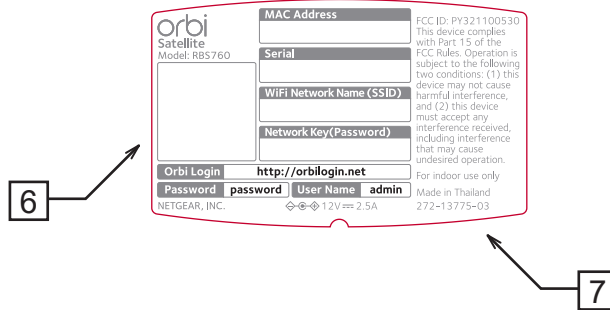 orbi
Satellite
Model: RBS760
MAC Address
Serial
WiFi Network Name (SSID)
Network Key(Password)
Orbi Login http://orbilogin.net
Password password User Name admin
NETGEAR, INC. 12V 2.5A
FCC ID: PY321100530
This device complies
with Part 15 of the
FCC Rules. Operation is
subject to the following
two conditions: (1) this
device may not cause
harmful interference,
and (2) this device
must accept any
interference received,
including interference
that may cause
undesired operation.
For indoor use only
Made in Thailand
272-13775-03
6
7